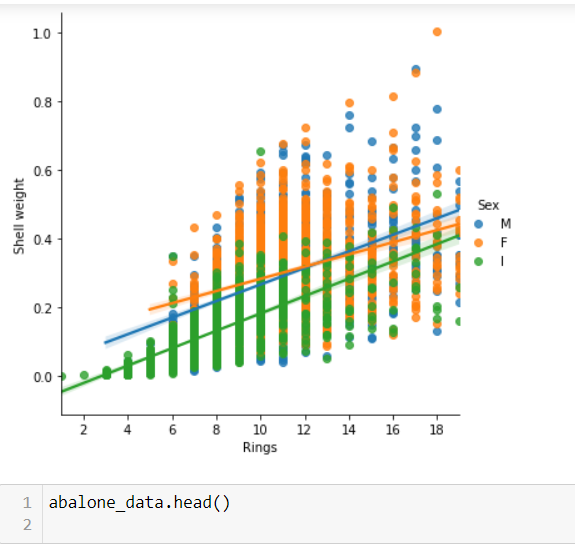 1.0
0.8
0.6
0.4
0.2
0.0
Shell weight
2 4 6 8 10 12 14 16 18
Rings
Sex
M
F
I
1 abalone_data.head()
2